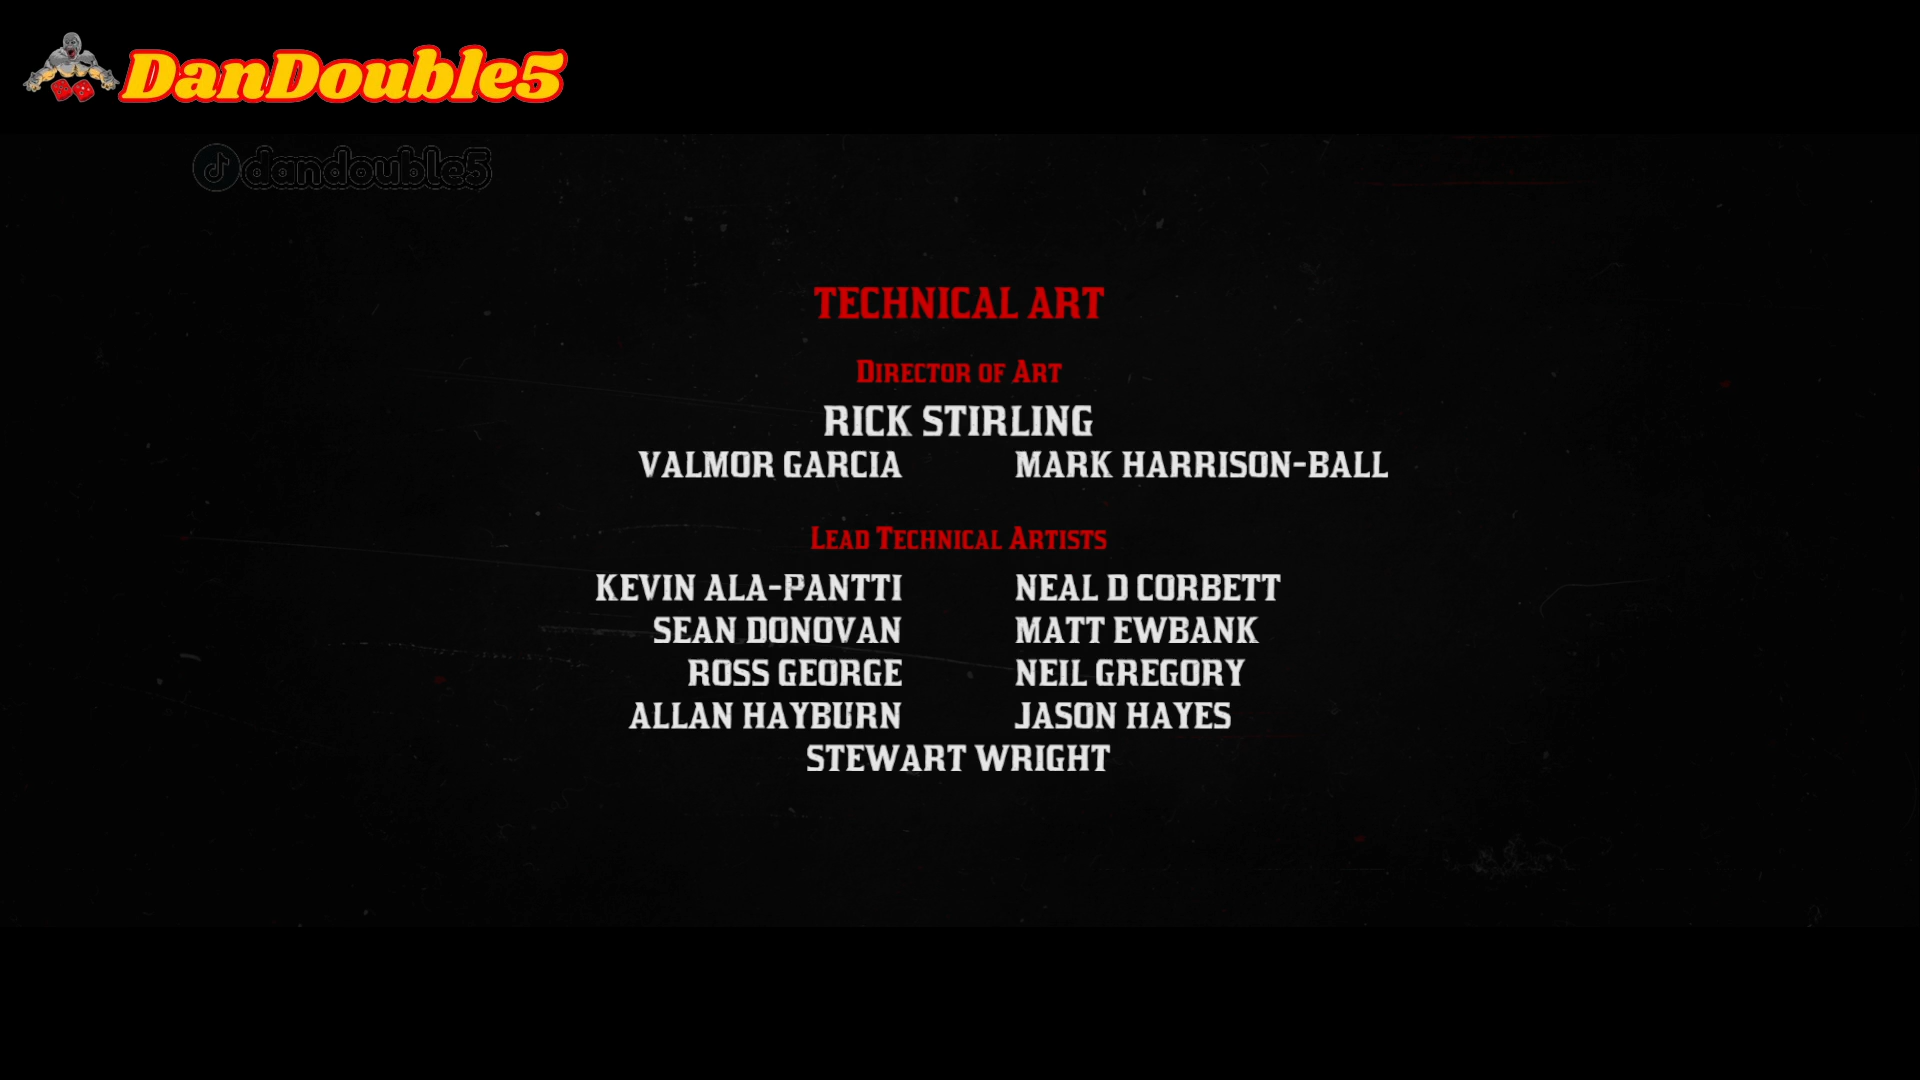 DanDouble5
dandouble5
TECHNICAL ART
DIRECTOR OF ART
RICK STIRLING
VALMOR GARCIA MARK HARRISON-BALL
LEAD TECHNICAL ARTISTS
KEVIN ALA-PANTTI NEAL D CORBETT
SEAN DONOVAN MATT EWBANK
ROSS GEORGE NEIL GREGORY
ALLAN HAYBURN JASON HAYES
STEWART WRIGHT